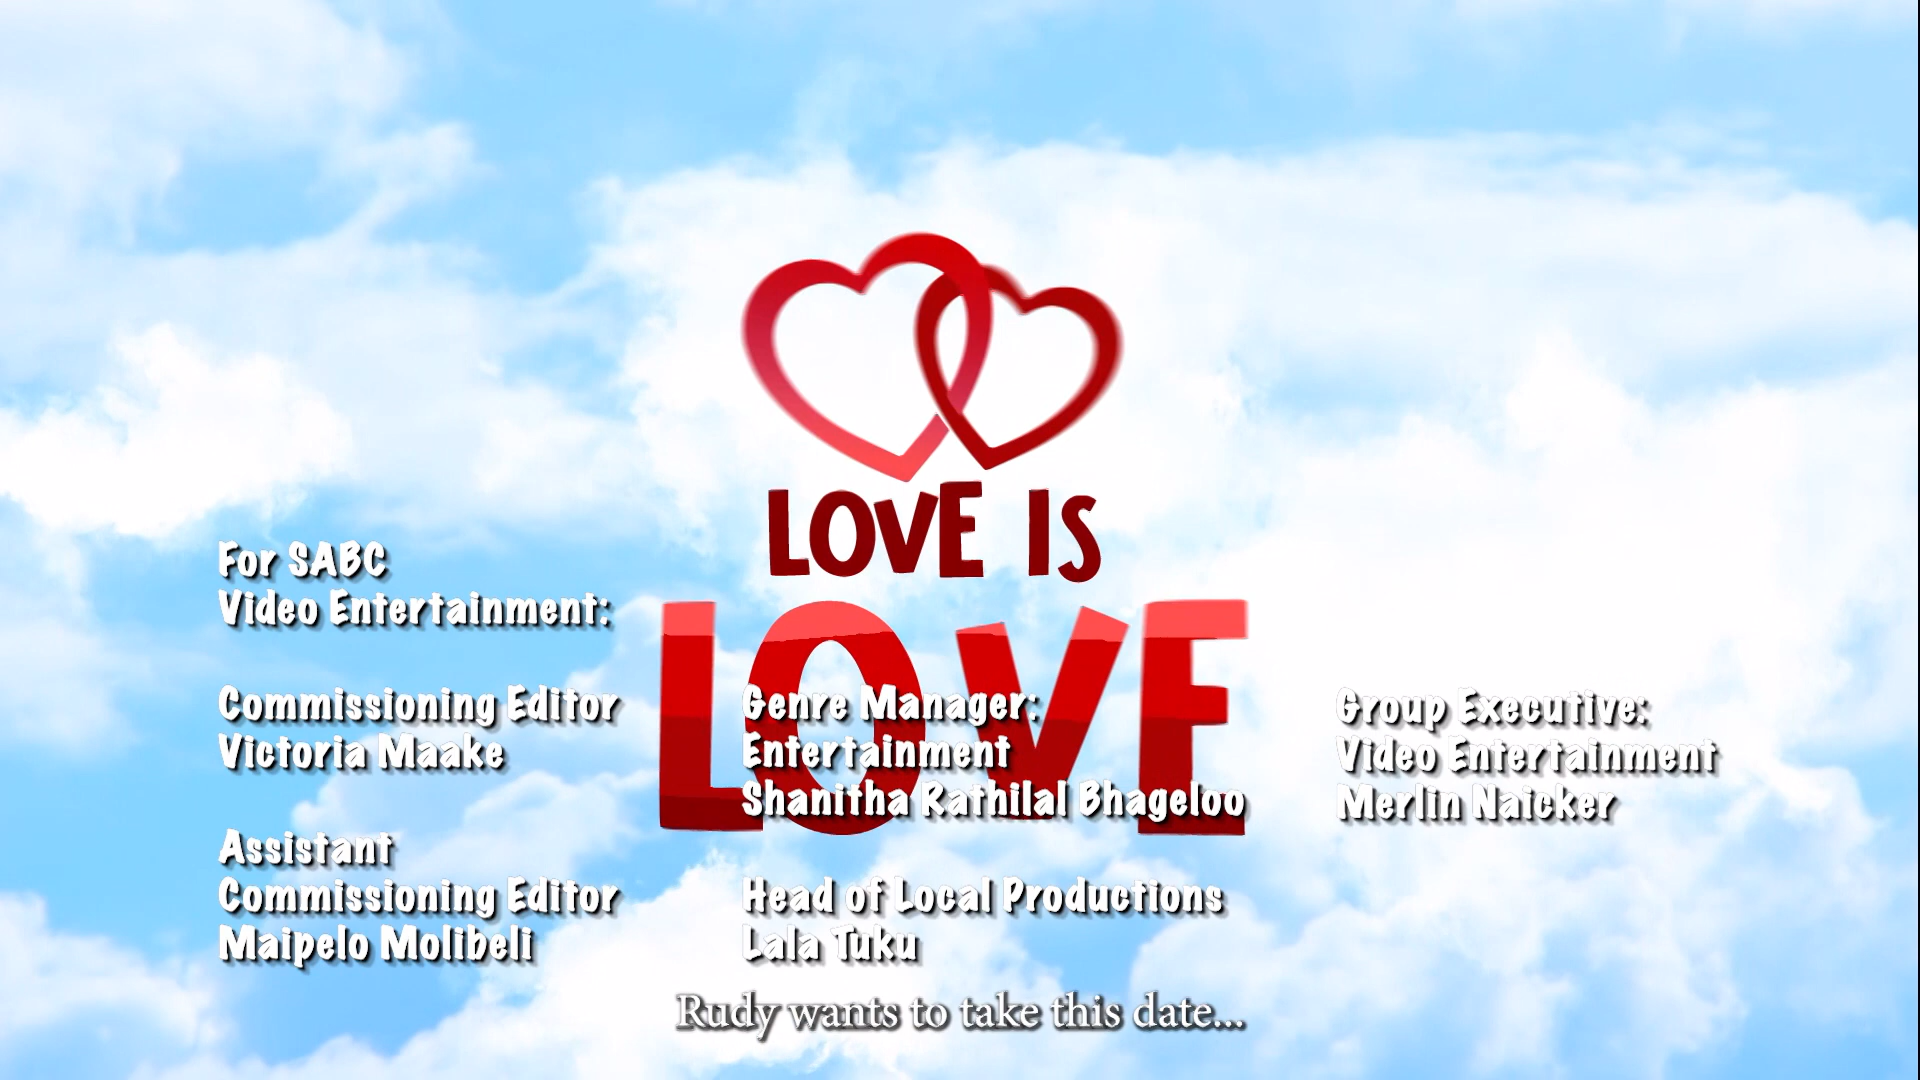 LOVE IS
LOVE
For SABC
Video Entertainment:
Commissioning Editor
Victoria Maake
Assistant
Commissioning Editor
Maipelo Molibeli
Genre Manager:
Entertainment
Shanitha Rathilal Bhageloo
Head of Local Productions
Lala Tuku
Group Executive:
Video Entertainment
Merlin Naicker
Rudy wants to take this date...